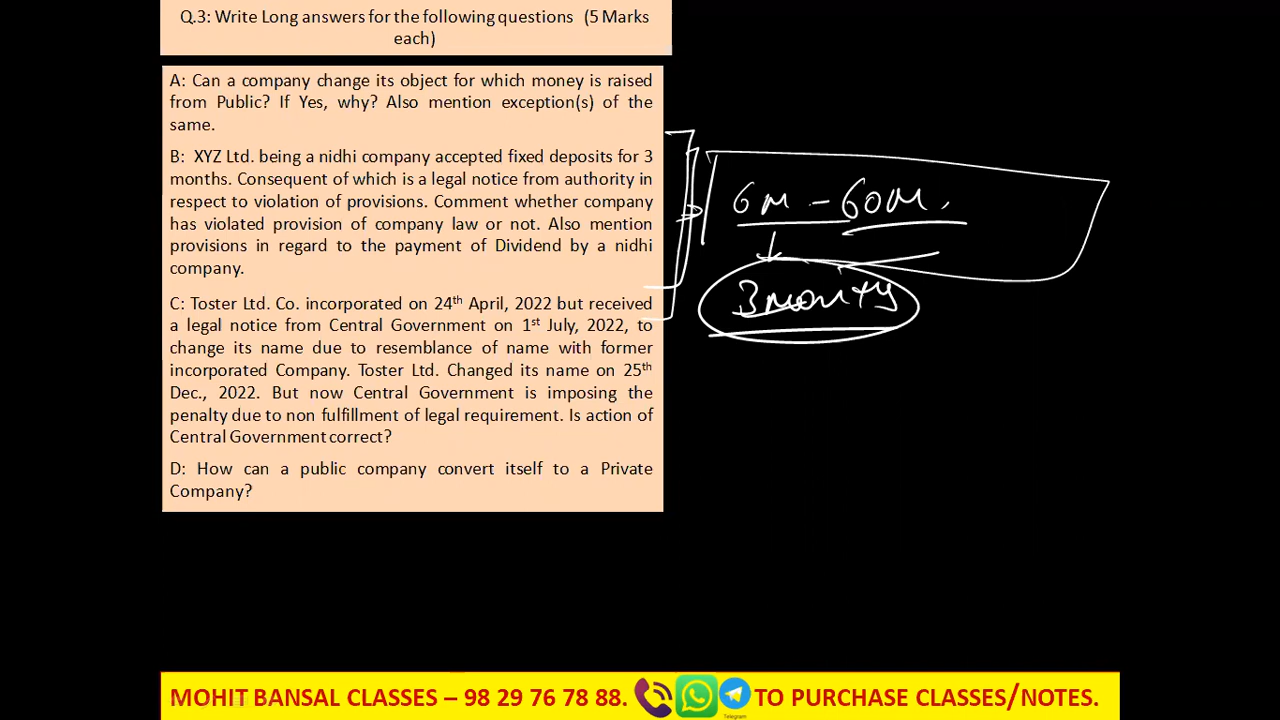 Q.3: Write Long answers for the following questions (5 Marks
each)
A: Can a company change its object for which money is raised
from Public? If Yes, why? Also mention exception(s) of the
same.
B: XYZ Ltd. being a nidhi company accepted fixed deposits for 3
months. Consequent of which is a legal notice from authority in
respect to violation of provisions. Comment whether company
has violated provision of company law or not. Also mention
provisions in regard to the payment of Dividend by a nidhi
company.
C: Toster Ltd. Co. incorporated on 24th April, 2022 but received
a legal notice from Central Government on 1st July, 2022, to
change its name due to resemblance of name with former
incorporated Company. Toster Ltd. Changed its name on 25th
Dec., 2022. But now Central Government is imposing the
penalty due to non fulfillment of legal requirement. Is action of
Central Government correct?
D: How can a public company convert itself to a Private
Company?
6M - 60M.
3 months
MOHIT BANSAL CLASSES – 98 29 76 78 88. TO PURCHASE CLASSES/NOTES.
Telegram